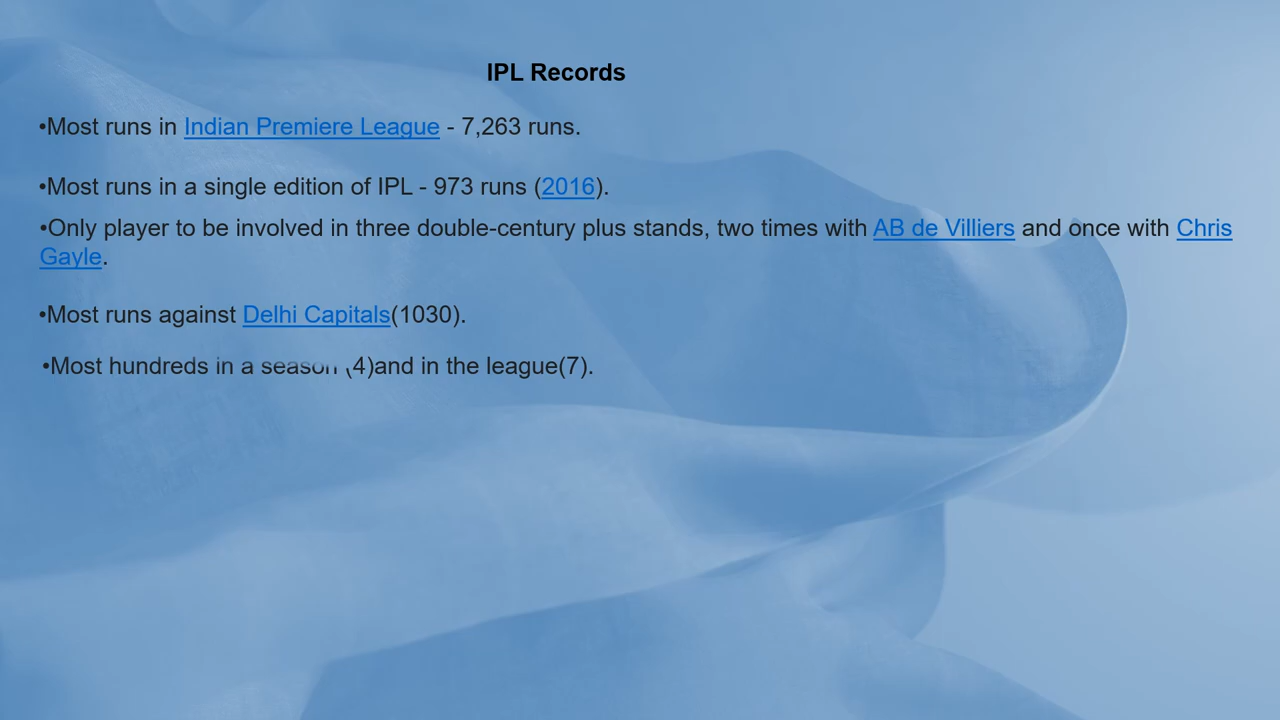 IPL Records
•Most runs in Indian Premiere League - 7,263 runs.
•Most runs in a single edition of IPL - 973 runs (2016).
•Only player to be involved in three double-century plus stands, two times with AB de Villiers and once with Chris
Gayle.
•Most runs against Delhi Capitals(1030).
•Most hundreds in a season (4)and in the league(7).